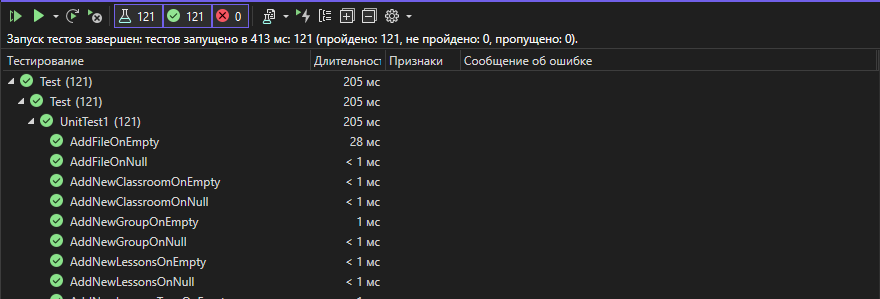 121 121 0
Запуск тестов завершен: тестов запущено в 413 мс: 121 (пройдено: 121, не пройдено: 0, пропущено: 0).
Тестирование Длительност Признаки Сообщение об ошибке
Test (121) 205 мс
Test (121) 205 мс
UnitTest1 (121) 205 мс
AddFileOnEmpty 28 мс
AddFileOnNull < 1 мс
AddNewClassroomOnEmpty < 1 мс
AddNewClassroomOnNull < 1 мс
AddNewGroupOnEmpty 1 мс
AddNewGroupOnNull < 1 мс
AddNewLessonsOnEmpty < 1 мс
AddNewLessonsOnNull < 1 мс